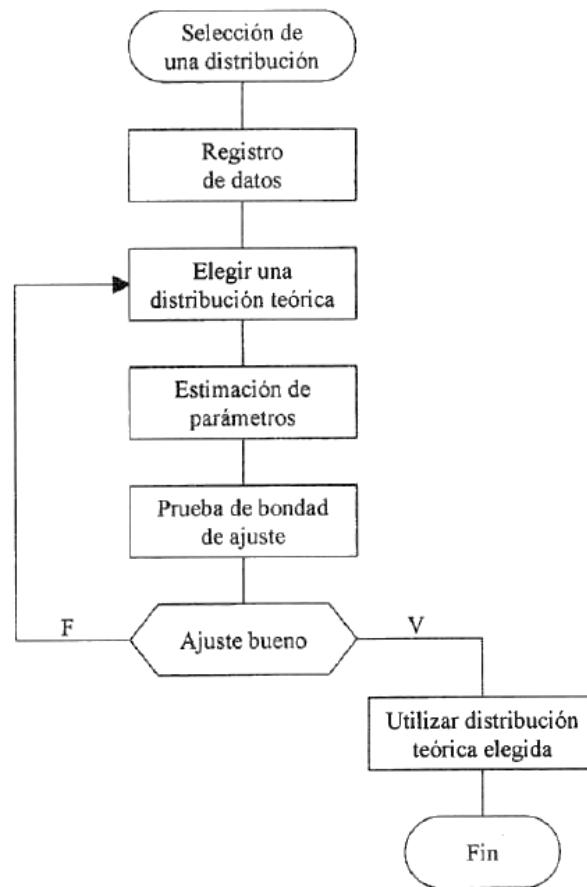 Selección de
una distribución
Registro
de datos
Elegir una
distribución teórica
Estimación de
parámetros
Prueba de bondad
de ajuste
F
Ajuste bueno
V
Utilizar distribución
teórica elegida
Fin